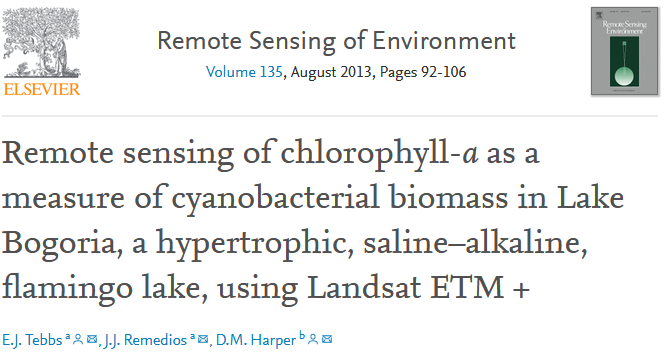 ELSEVIER
Remote Sensing of Environment
Volume 135, August 2013, Pages 92-106
Remote Sensing
Environment
Remote sensing of chlorophyll-a as a
measure of cyanobacterial biomass in Lake
Bogoria, a hypertrophic, saline–alkaline,
flamingo lake, using Landsat ETM +
E.J. Tebbs a, J.J. Remedios a, D.M. Harper b